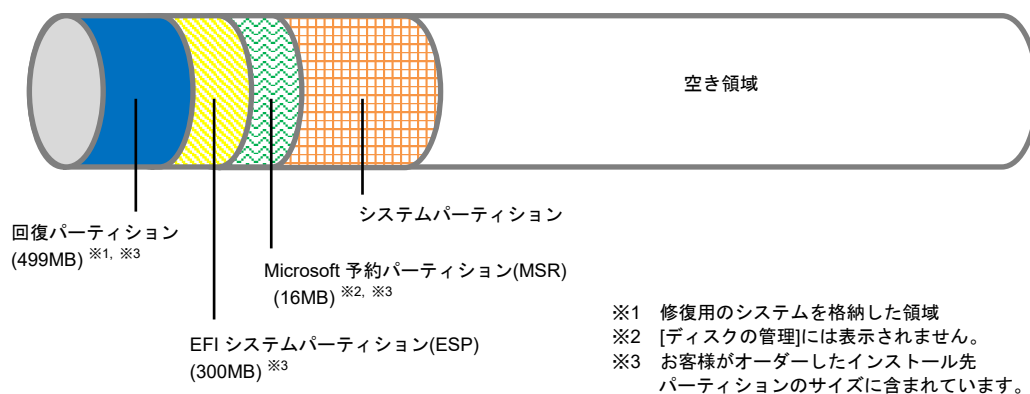 空き領域
システムパーティション
回復パーティション
(499MB) ※1, ※3
Microsoft 予約パーティション(MSR)
(16MB) ※2, ※3
EFI システムパーティション(ESP)
(300MB) ※3
※1 修復用のシステムを格納した領域
※2 [ディスクの管理]には表示されません。
※3 お客様がオーダーしたインストール先
パーティションのサイズに含まれています。